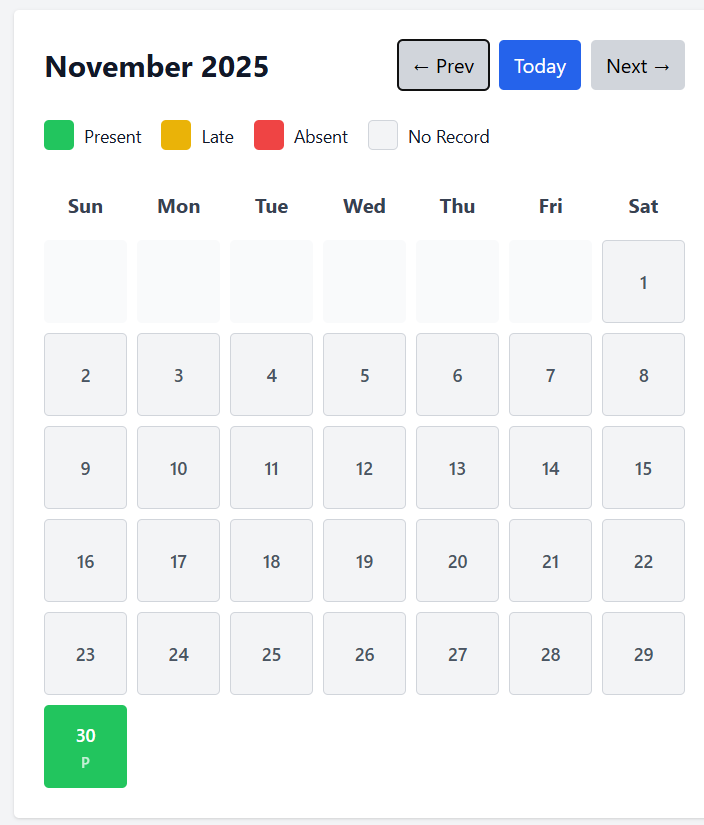 November 2025
← Prev Today Next →
Present Late Absent No Record
Sun Mon Tue Wed Thu Fri Sat
1
2 3 4 5 6 7 8
9 10 11 12 13 14 15
16 17 18 19 20 21 22
23 24 25 26 27 28 29
30
P